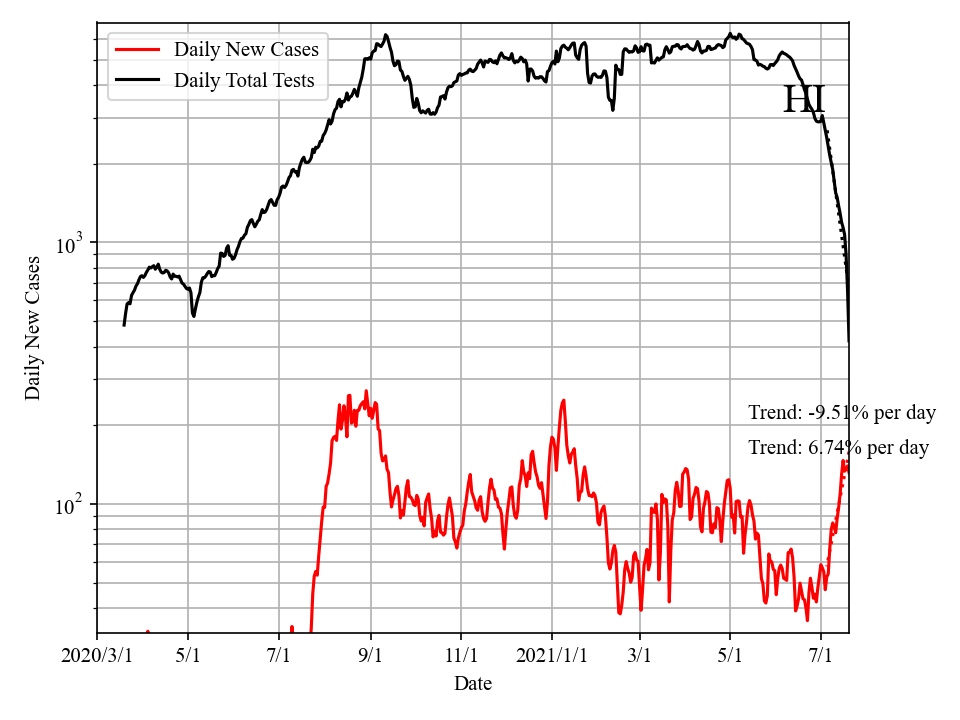 Daily New Cases
Daily Total Tests
HI
10³
Daily New Cases
Trend: -9.51% per day
Trend: 6.74% per day
10²
2020/3/1 5/1 7/1 9/1 11/1 2021/1/1 3/1 5/1 7/1
Date